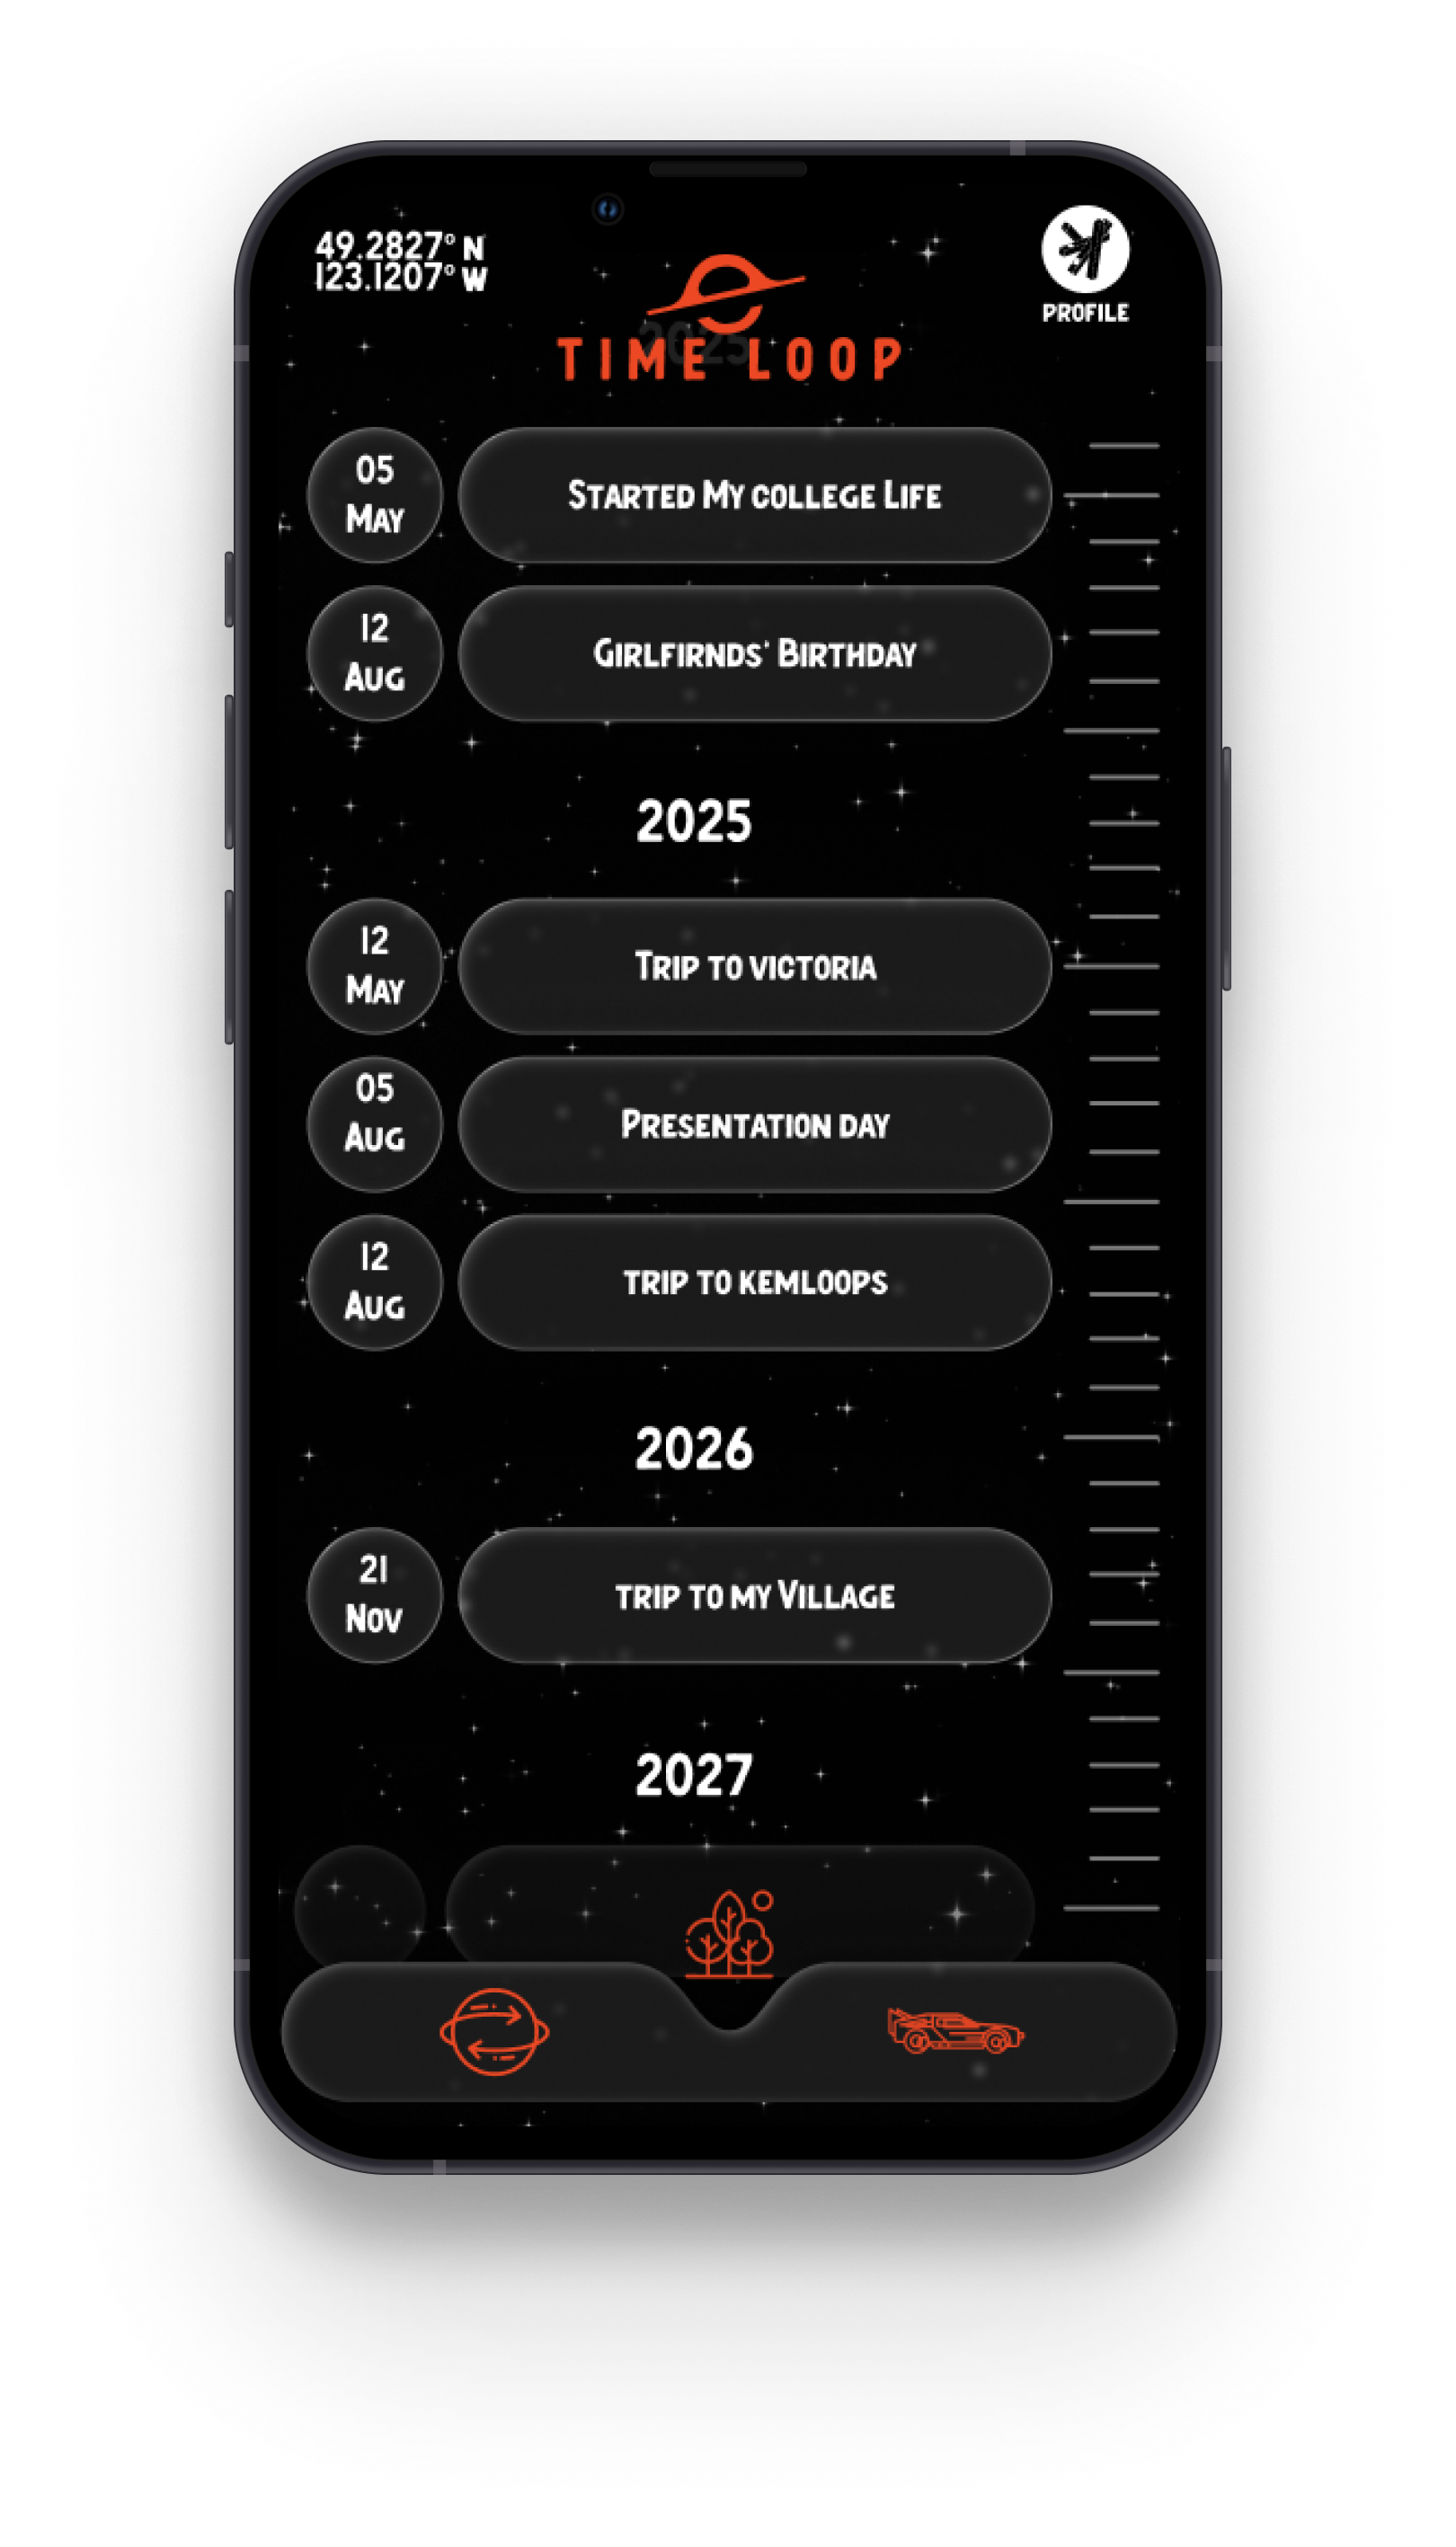 49.2827° N
123.1207° W
PROFILE
2025
TIME LOOP
05
May
Started My college Life
12
Aug
Girlfirnds' Birthday
2025
12
May
Trip to victoria
05
Aug
Presentation day
12
Aug
trip to kemloops
2026
21
Nov
trip to my Village
2027